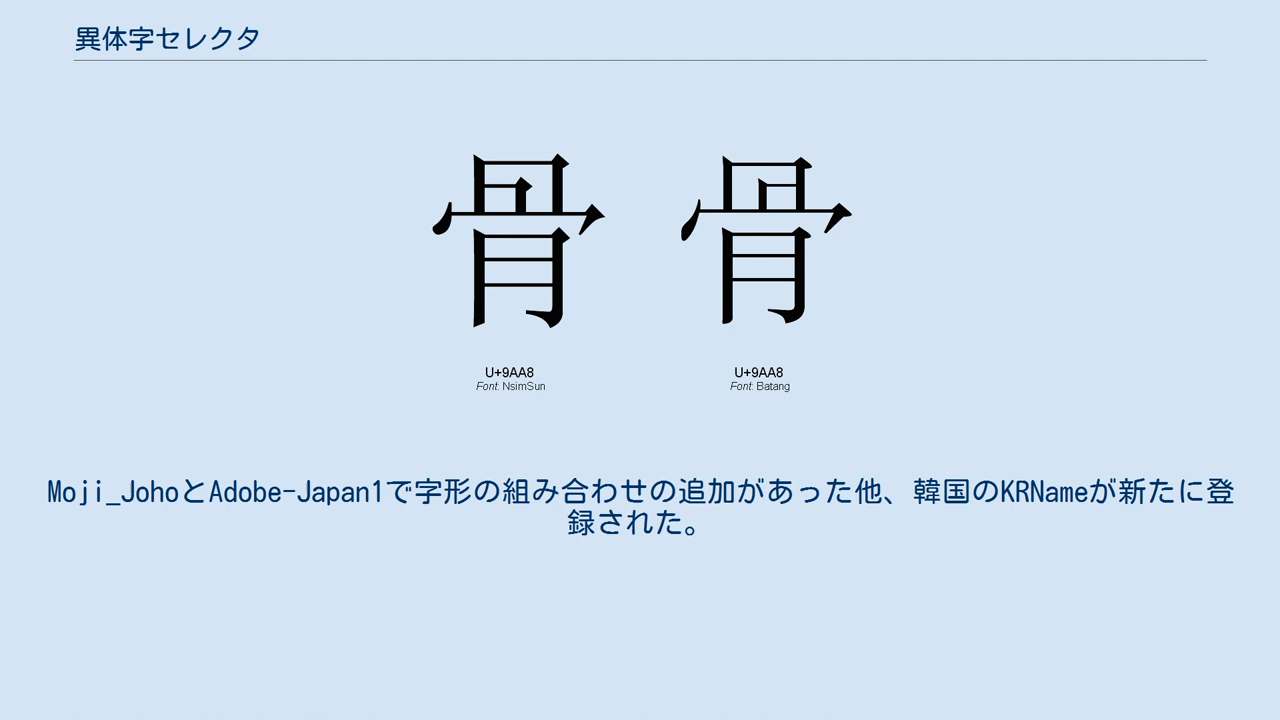 異体字セレクタ
骨 骨
U+9AA8 U+9AA8
Font: NsimSun Font: Batang
Moji_JohoとAdobe-Japan1で字形の組み合わせの追加があった他、韓国のKRNameが新たに登
録された。